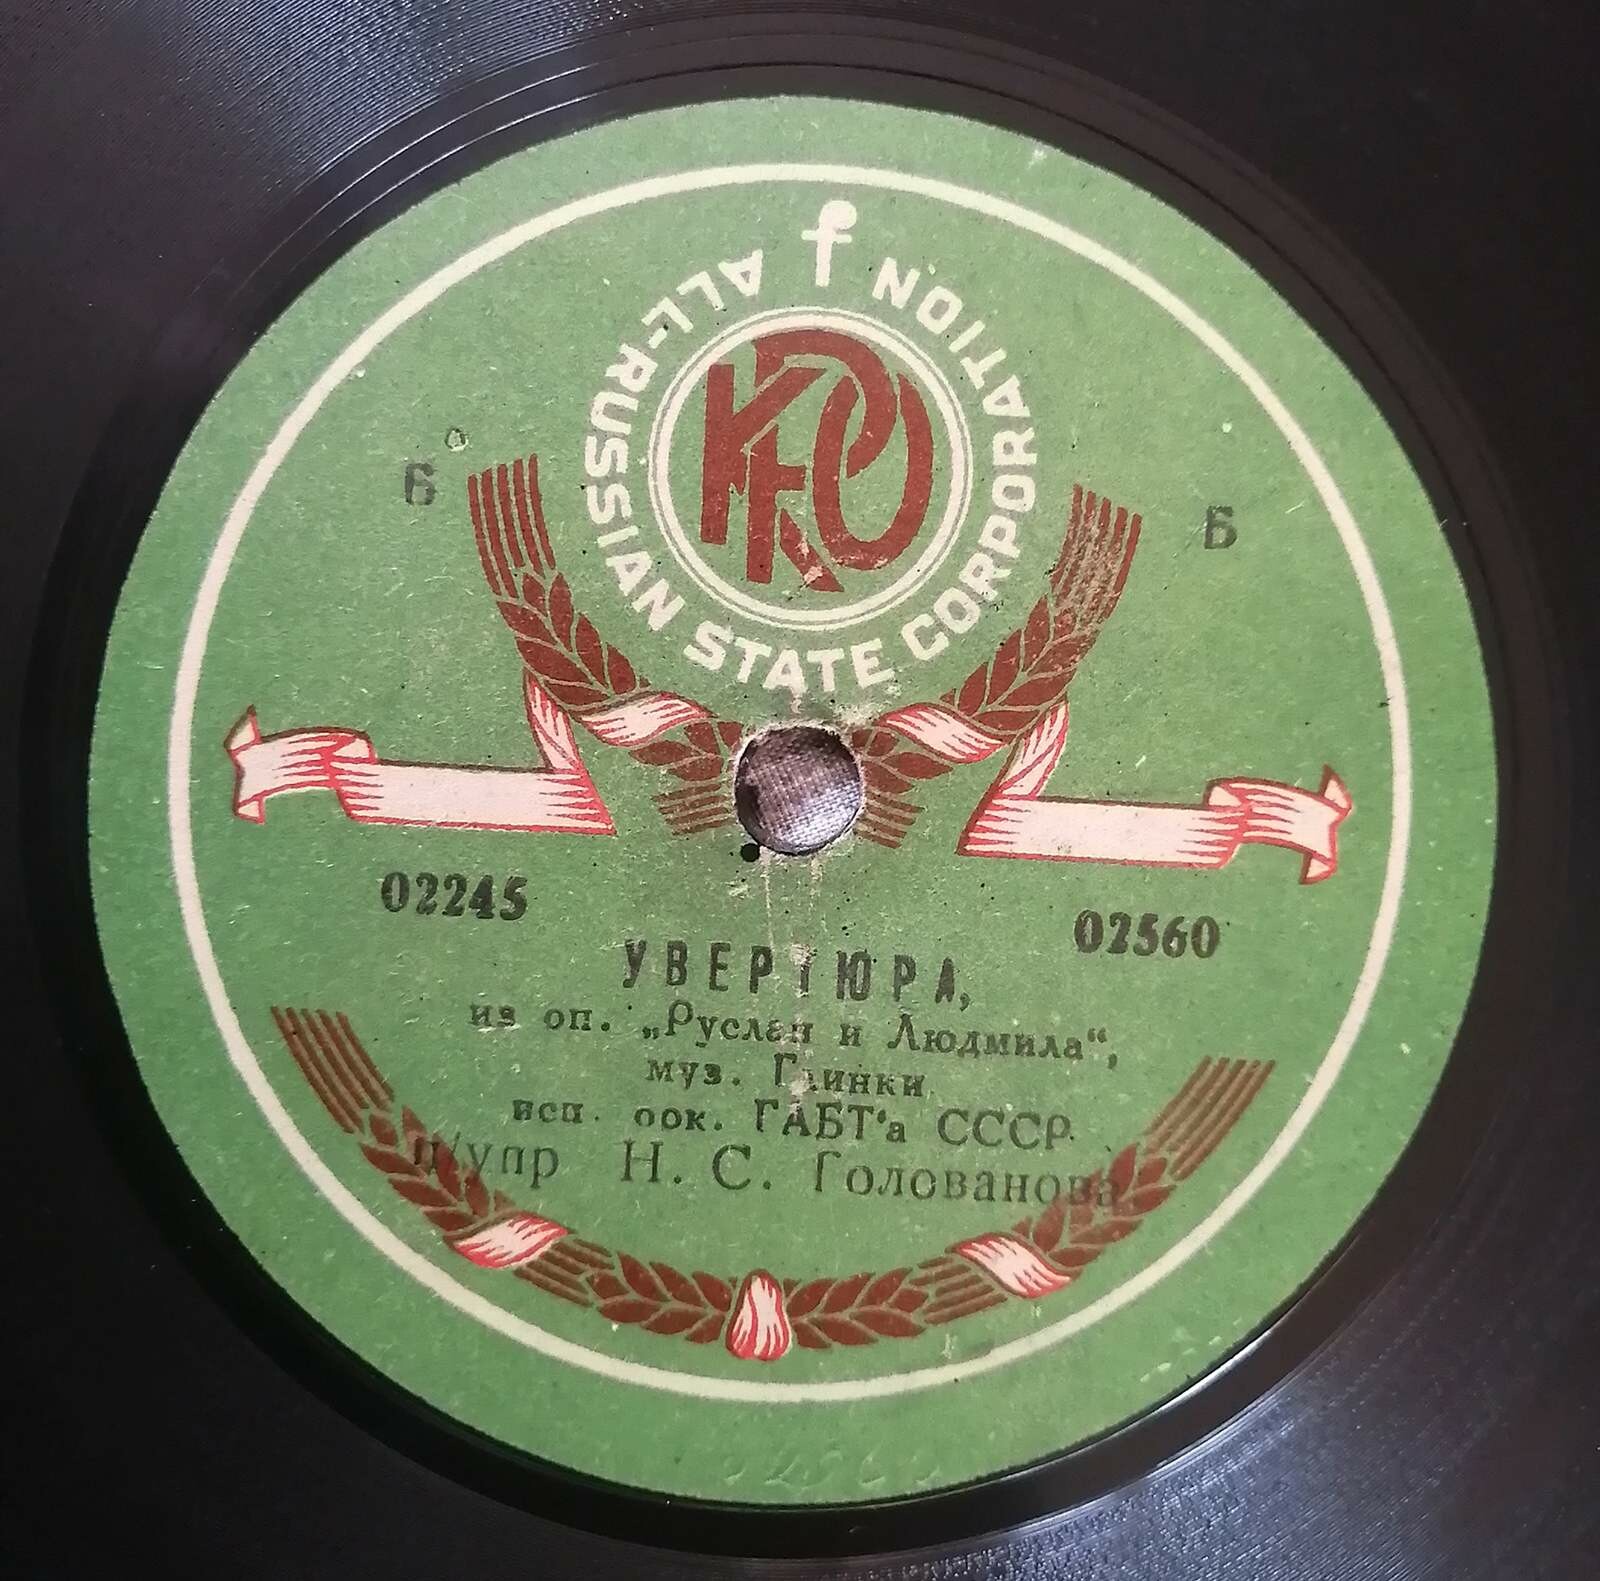 ALL-RUSSIAN STATE CORPORATION
Б Б
02245 02560
УВЕРТЮРА,
из оп. „Руслан и Людмила“,
муз. Глинки
исп. орк. ГАБТ‘а СССР.
п/упр Н. С. Голованова